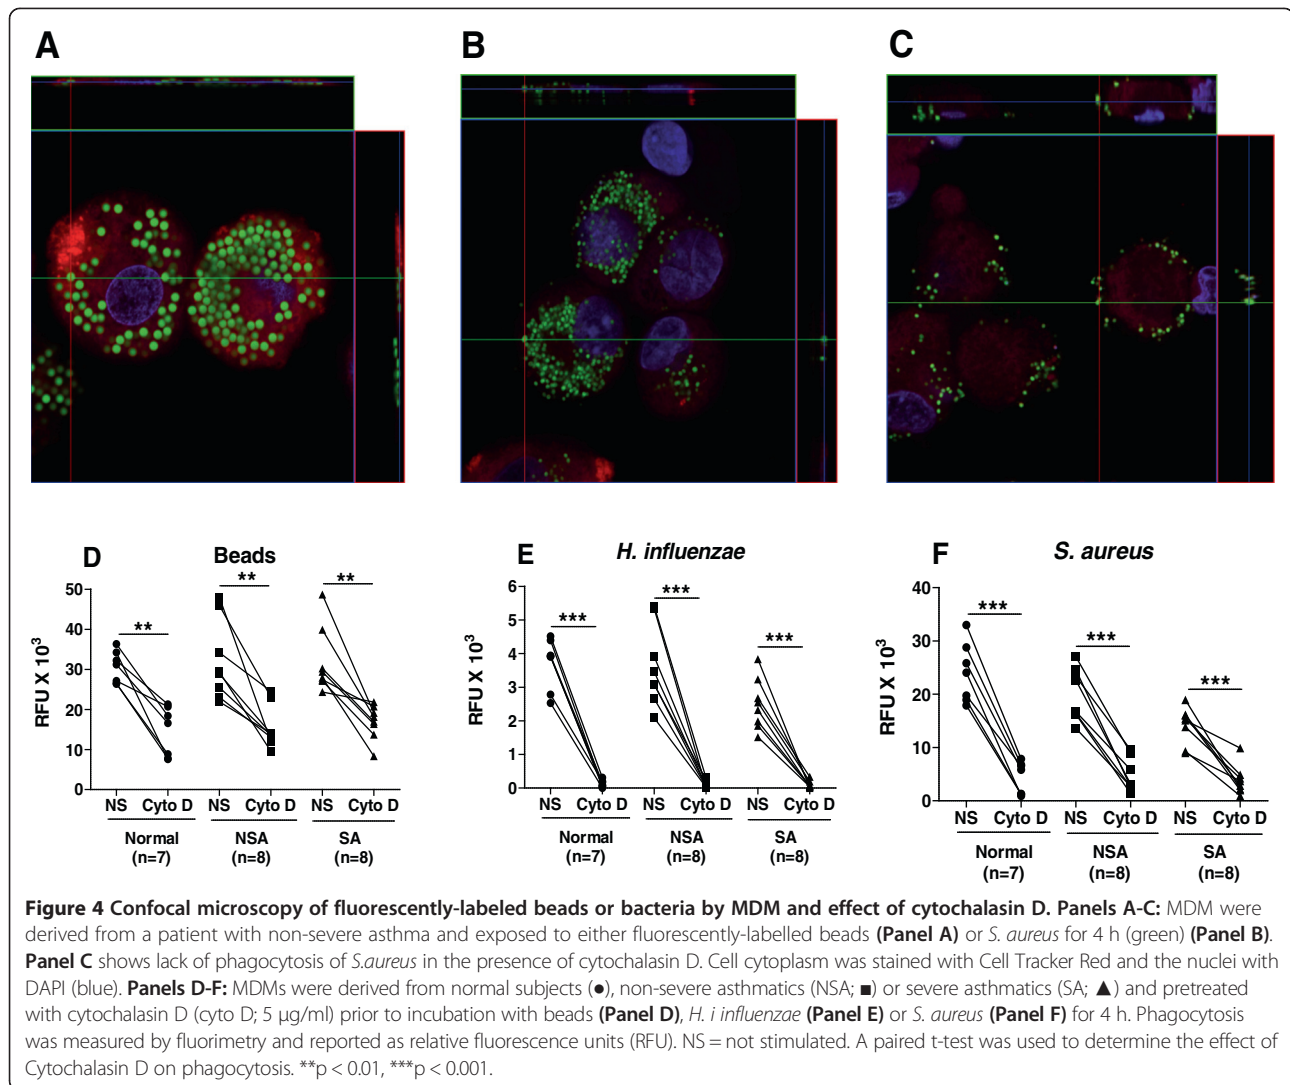 A
B
C
D
Beads
50
40
30
20
10
0
RFU X 10³
**
**
**
NS
Cyto D
NS
Cyto D
NS
Cyto D
Normal
(n=7)
NSA
(n=8)
SA
(n=8)
E
H. influenzae
6
5
4
3
2
1
0
RFU X 10³
***
***
***
NS
Cyto D
NS
Cyto D
NS
Cyto D
Normal
(n=7)
NSA
(n=8)
SA
(n=8)
F
S. aureus
40
30
20
10
0
RFU X 10³
***
***
***
NS
Cyto D
NS
Cyto D
NS
Cyto D
Normal
(n=7)
NSA
(n=8)
SA
(n=8)
Figure 4 Confocal microscopy of fluorescently-labeled beads or bacteria by MDM and effect of cytochalasin D. Panels A-C: MDM were
derived from a patient with non-severe asthma and exposed to either fluorescently-labelled beads (Panel A) or S. aureus for 4 h (green) (Panel B).
Panel C shows lack of phagocytosis of S.aureus in the presence of cytochalasin D. Cell cytoplasm was stained with Cell Tracker Red and the nuclei with
DAPI (blue). Panels D-F: MDMs were derived from normal subjects (●), non-severe asthmatics (NSA; ■) or severe asthmatics (SA; ▲) and pretreated
with cytochalasin D (cyto D; 5 μg/ml) prior to incubation with beads (Panel D), H. i influenzae (Panel E) or S. aureus (Panel F) for 4 h. Phagocytosis
was measured by fluorimetry and reported as relative fluorescence units (RFU). NS = not stimulated. A paired t-test was used to determine the effect of
Cytochalasin D on phagocytosis. **p < 0.01, ***p < 0.001.